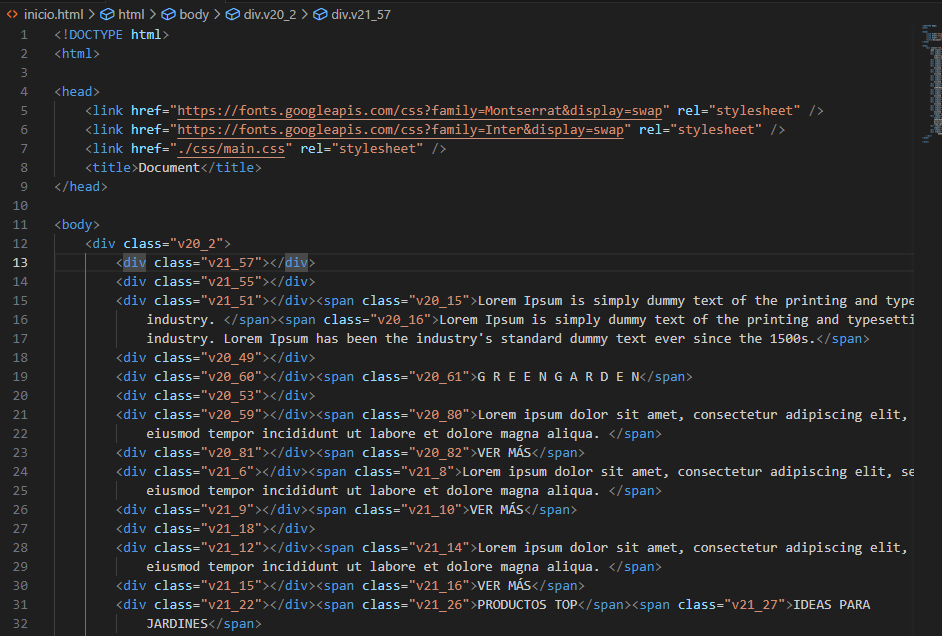 inicio.html > html > body > div.v20_2 > div.v21_57
1 <!DOCTYPE html>
2 <html>
3
4 <head>
5 <link href="https://fonts.googleapis.com/css?family=Montserrat&display=swap" rel="stylesheet" />
6 <link href="https://fonts.googleapis.com/css?family=Inter&display=swap" rel="stylesheet" />
7 <link href="./css/main.css" rel="stylesheet" />
8 <title>Document</title>
9 </head>
10
11 <body>
12 <div class="v20_2">
13 <div class="v21_57"></div>
14 <div class="v21_55"></div>
15 <div class="v21_51"></div><span class="v20_15">Lorem Ipsum is simply dummy text of the printing and type
16 industry. </span><span class="v20_16">Lorem Ipsum is simply dummy text of the printing and typesetti
17 industry. Lorem Ipsum has been the industry's standard dummy text ever since the 1500s.</span>
18 <div class="v20_49"></div>
19 <div class="v20_60"></div><span class="v20_61">G R E E N G A R D E N</span>
20 <div class="v20_53"></div>
21 <div class="v20_59"></div><span class="v20_80">Lorem ipsum dolor sit amet, consectetur adipiscing elit,
22 eiusmod tempor incididunt ut labore et dolore magna aliqua. </span>
23 <div class="v20_81"></div><span class="v20_82">VER MÁS</span>
24 <div class="v21_6"></div><span class="v21_8">Lorem ipsum dolor sit amet, consectetur adipiscing elit, se
25 eiusmod tempor incididunt ut labore et dolore magna aliqua. </span>
26 <div class="v21_9"></div><span class="v21_10">VER MÁS</span>
27 <div class="v21_18"></div>
28 <div class="v21_12"></div><span class="v21_14">Lorem ipsum dolor sit amet, consectetur adipiscing elit,
29 eiusmod tempor incididunt ut labore et dolore magna aliqua. </span>
30 <div class="v21_15"></div><span class="v21_16">VER MÁS</span>
31 <div class="v21_22"></div><span class="v21_26">PRODUCTOS TOP</span><span class="v21_27">IDEAS PARA
32 JARDINES</span>